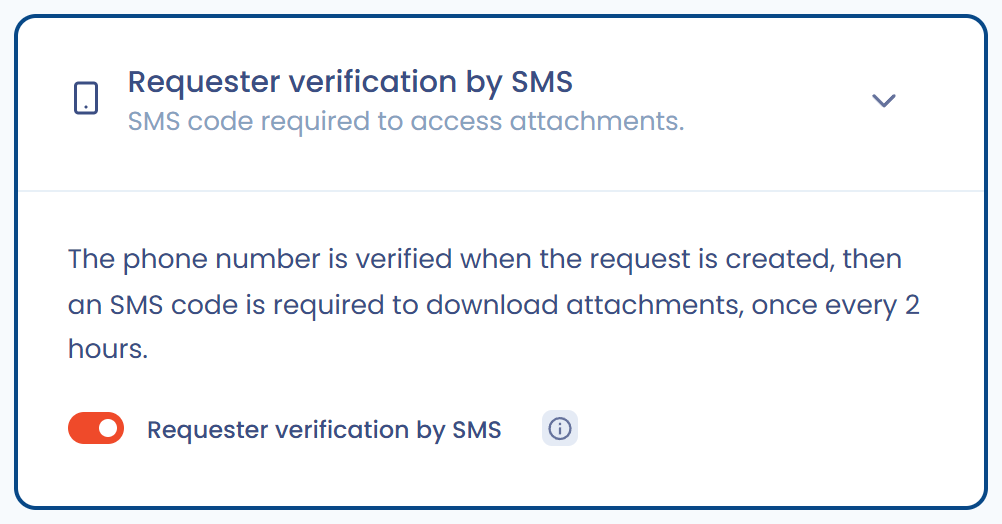 Requester verification by SMS
SMS code required to access attachments.
The phone number is verified when the request is created, then
an SMS code is required to download attachments, once every 2
hours.
Requester verification by SMS